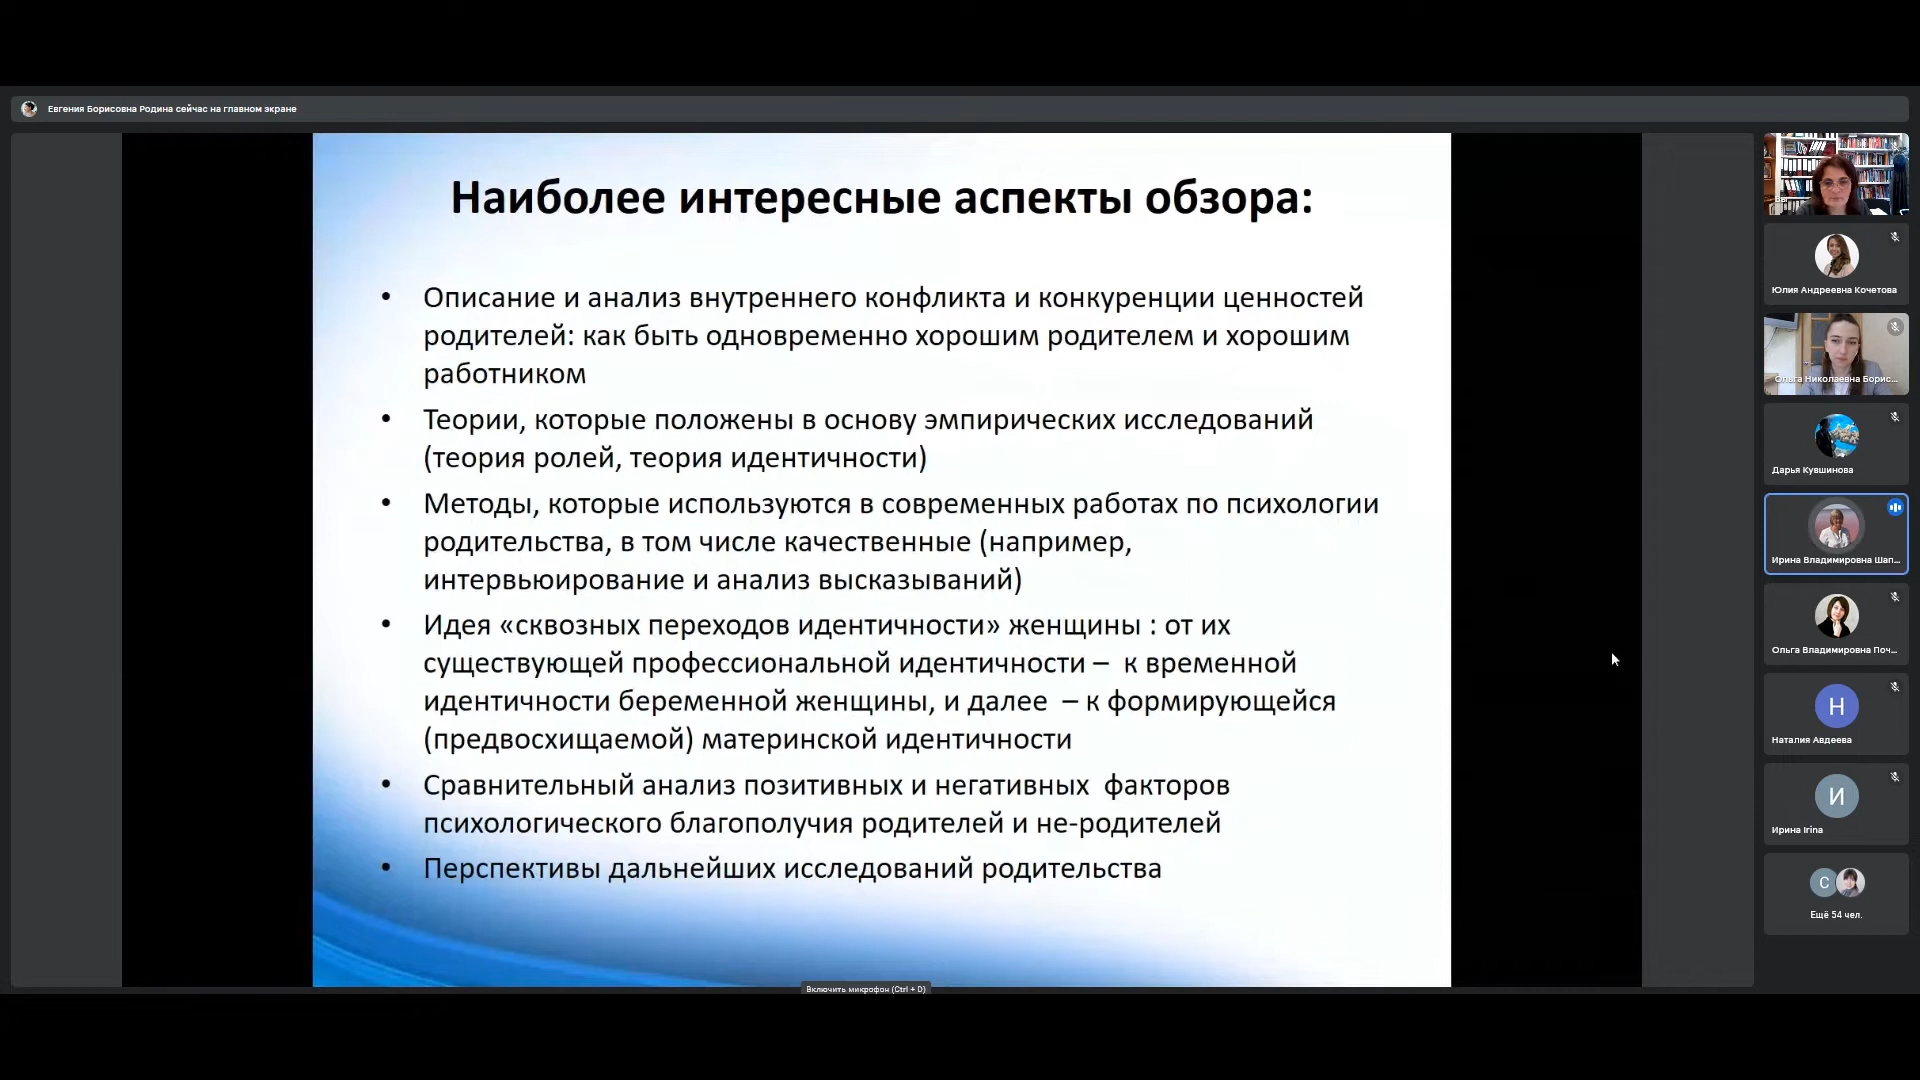 Евгения Борисовна Родина сейчас на главном экране
Наиболее интересные аспекты обзора:
• Описание и анализ внутреннего конфликта и конкуренции ценностей
родителей: как быть одновременно хорошим родителем и хорошим
работником
• Теории, которые положены в основу эмпирических исследований
(теория ролей, теория идентичности)
• Методы, которые используются в современных работах по психологии
родительства, в том числе качественные (например,
интервьюирование и анализ высказываний)
• Идея «сквозных переходов идентичности» женщины : от их
существующей профессиональной идентичности – к временной
идентичности беременной женщины, и далее – к формирующейся
(предвосхищаемой) материнской идентичности
• Сравнительный анализ позитивных и негативных факторов
психологического благополучия родителей и не-родителей
• Перспективы дальнейших исследований родительства
Включить микрофон (Ctrl + D)
Юлия Андреевна Кочетова
Ольга Николаевна Борис...
Дарья Кувшинова
Ирина Владимировна Шап...
Ольга Владимировна Поч...
Н
Наталия Авдеева
И
Ирина Irina
С
Ещё 54 чел.